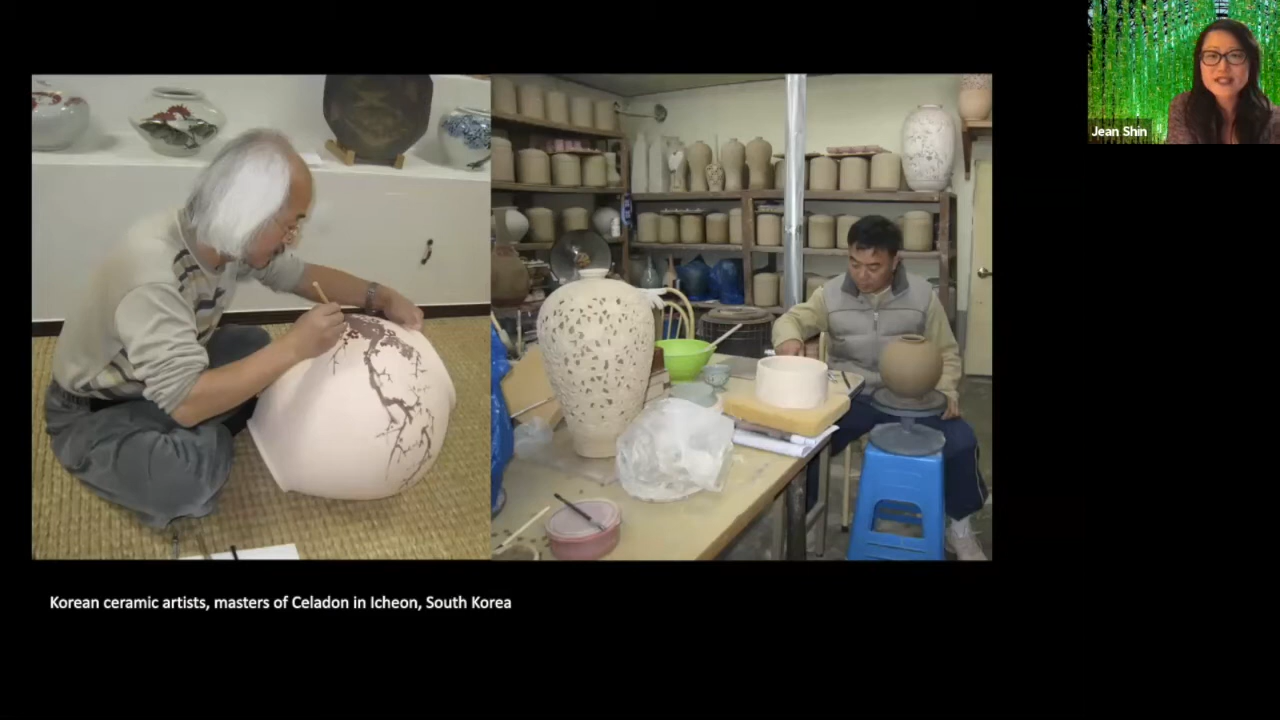 Jean Shin
Korean ceramic artists, masters of Celadon in Icheon, South Korea